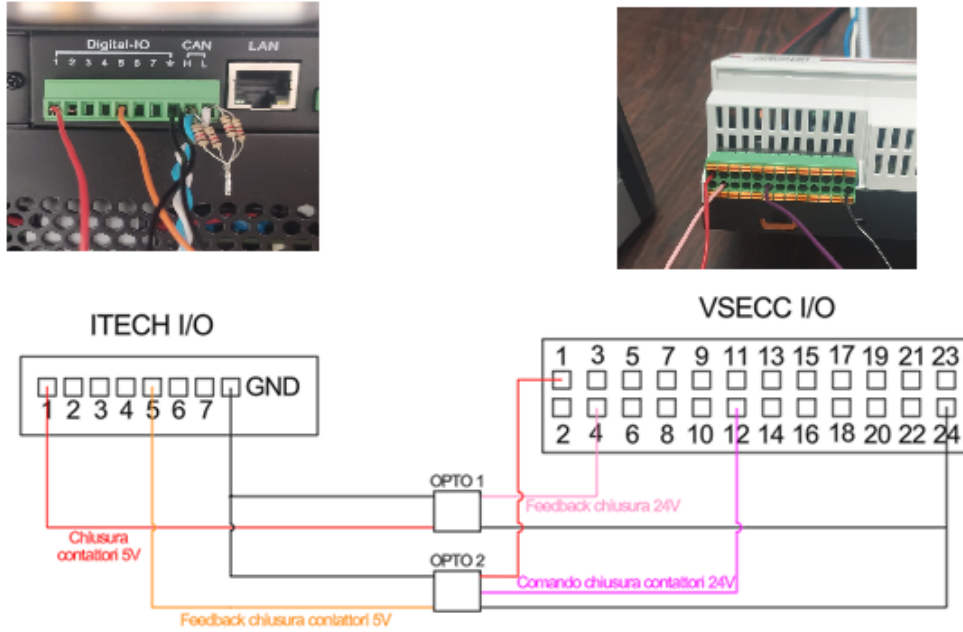 Digital-IO CAN LAN
1 2 3 4 5 6 7 H L
ITECH I/O
VSECC I/O
GND
1 2 3 4 5 6 7
1 3 5 7 9 11 13 15 17 19 21 23
2 4 6 8 10 12 14 16 18 20 22 24
OPTO 1
Feedback chiusura 24V
Chiusura
contattori 5V
OPTO 2
Comando chiusura contattori 24V
Feedback chiusura contattori 5V